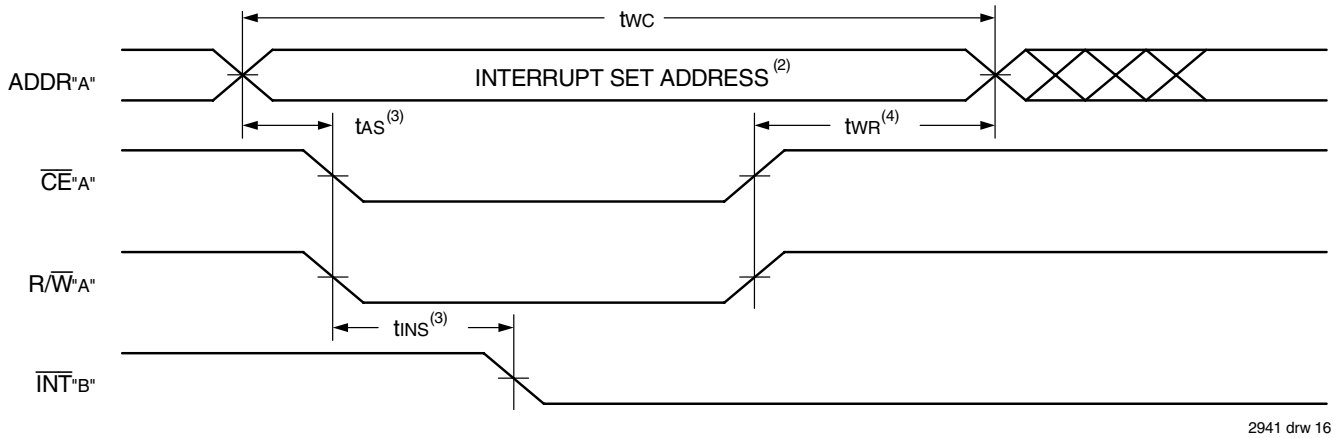 tWC
ADDR"A"
INTERRUPT SET ADDRESS(2)
tAS(3)
tWR(4)
CE"A"
R/W"A"
tINS(3)
INT"B"
2941 drw 16